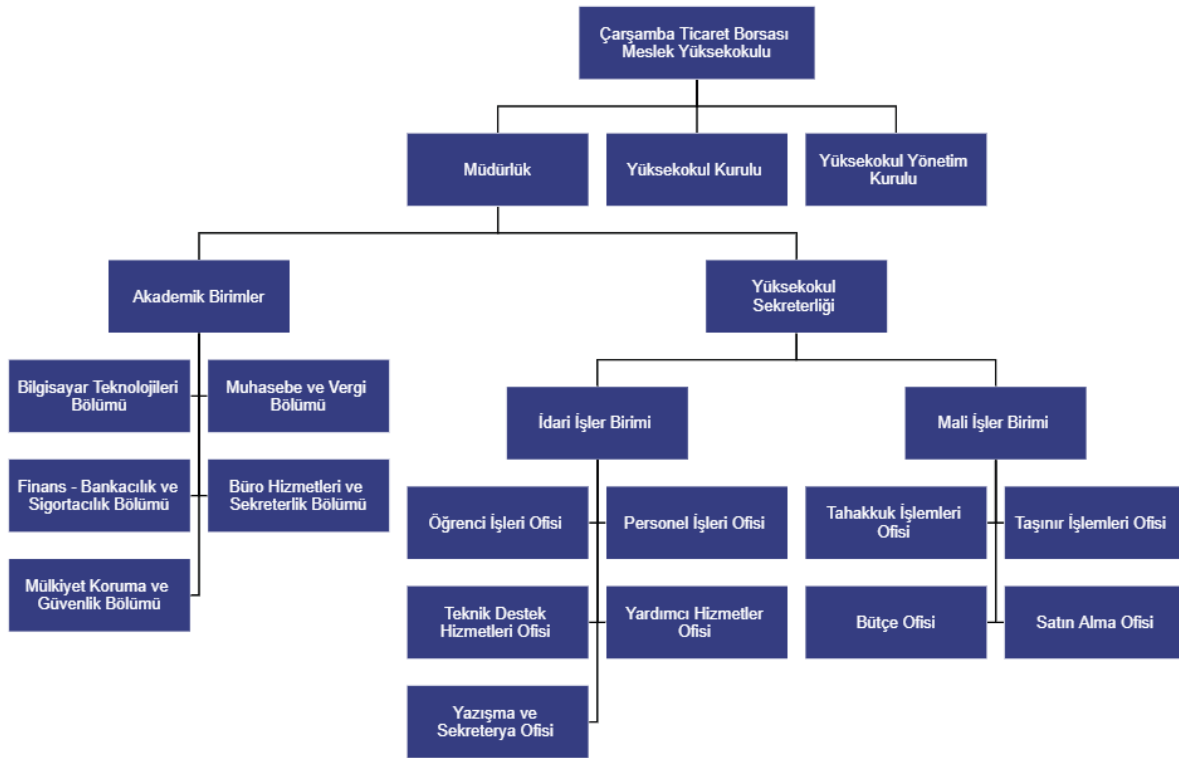 Çarşamba Ticaret Borsası
Meslek Yüksekokulu
Müdürlük
Yüksekokul Kurulu
Yüksekokul Yönetim
Kurulu
Akademik Birimler
Yüksekokul
Sekreterliği
Bilgisayar Teknolojileri
Bölümü
Muhasebe ve Vergi
Bölümü
Finans - Bankacılık ve
Sigortacılık Bölümü
Büro Hizmetleri ve
Sekreterlik Bölümü
Mülkiyet Koruma ve
Güvenlik Bölümü
İdari İşler Birimi
Mali İşler Birimi
Öğrenci İşleri Ofisi
Personel İşleri Ofisi
Teknik Destek
Hizmetleri Ofisi
Yardımcı Hizmetler
Ofisi
Yazışma ve
Sekreterya Ofisi
Tahakkuk İşlemleri
Ofisi
Taşınır İşlemleri Ofisi
Bütçe Ofisi
Satın Alma Ofisi